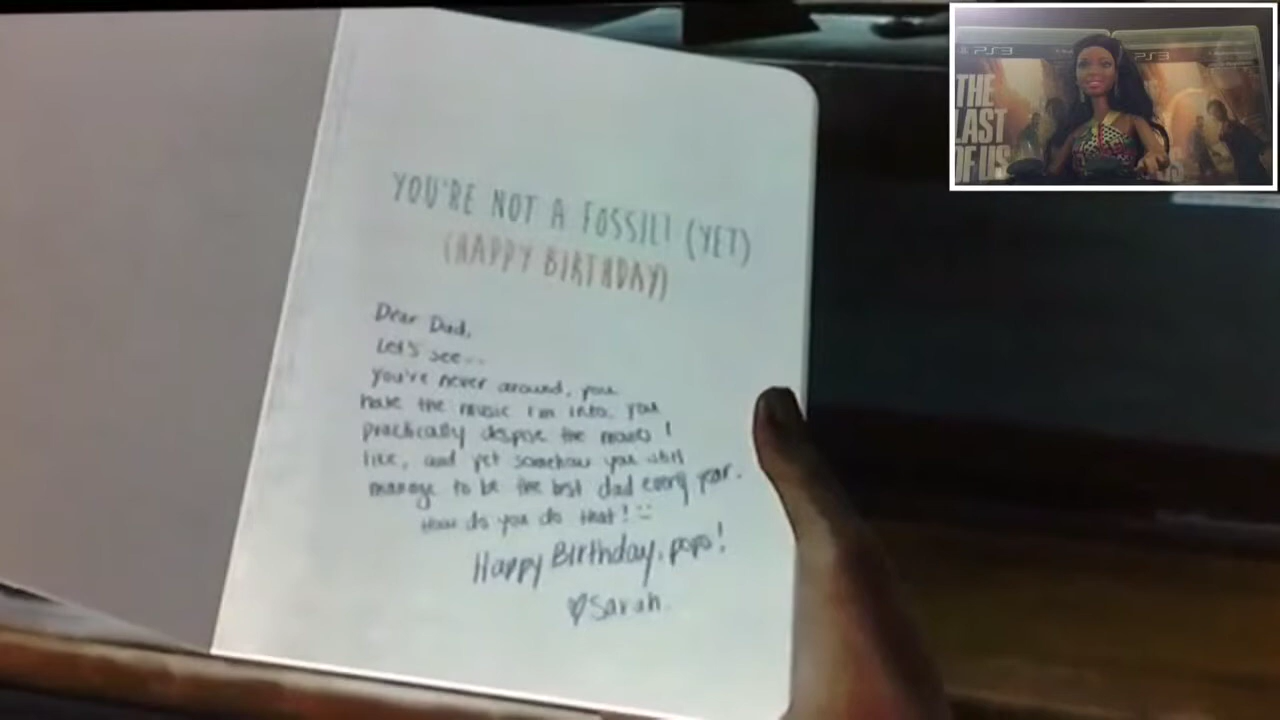 YOU'RE NOT A FOSSIL! (YET)
(HAPPY BIRTHDAY)
Dear Dad,
Let's see...
you're never around, you
hate the music I'm into, you
practically despise the movies I
like, and yet somehow you still
manage to be the best dad every year.
How do you do that! :)
Happy Birthday, pops!
♡Sarah.
PS3
PS3
THE
LAST
OF US